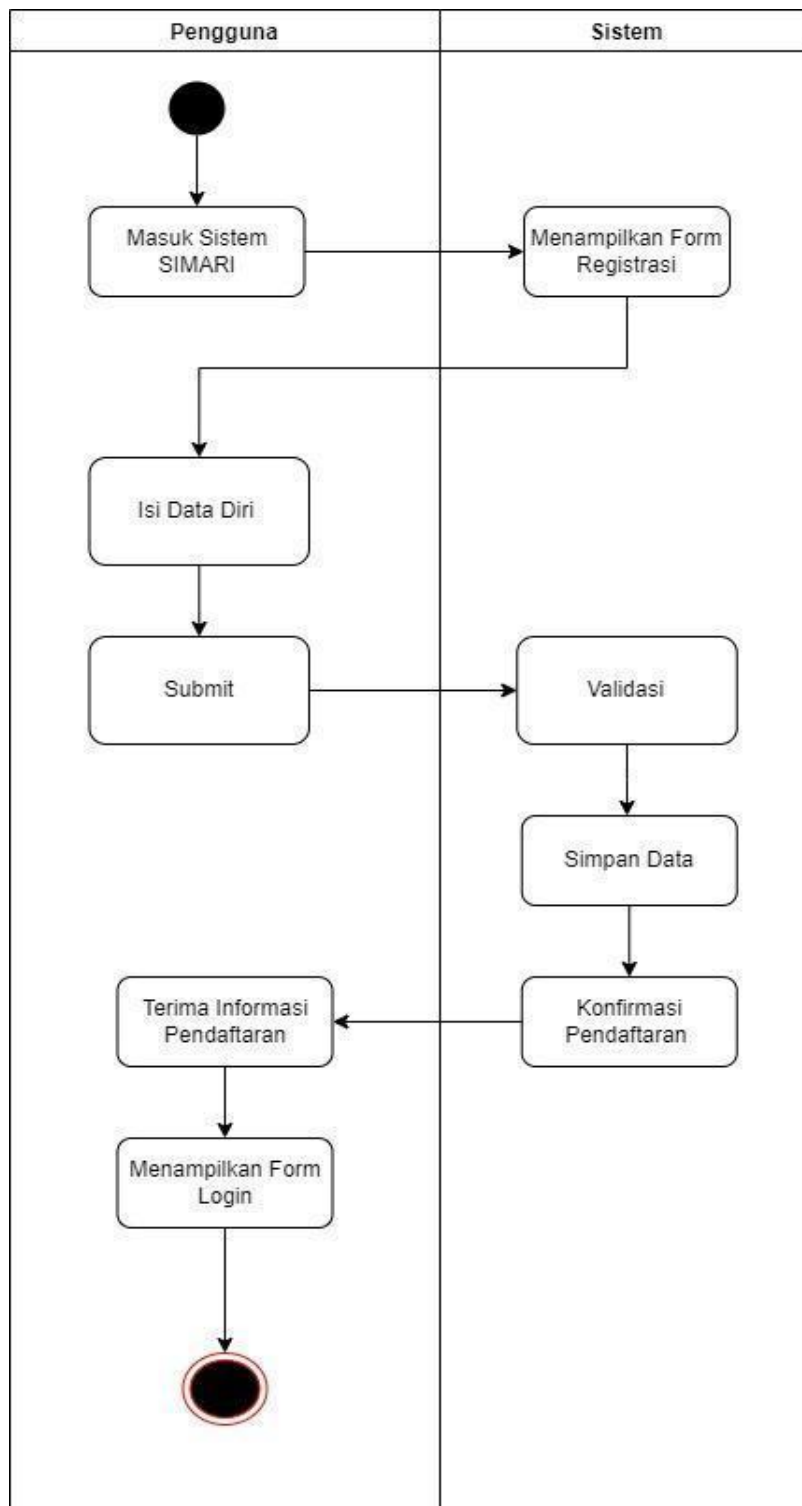 Pengguna
Sistem
Masuk Sistem
SIMARI
Menampilkan Form
Registrasi
Isi Data Diri
Submit
Validasi
Simpan Data
Konfirmasi
Pendaftaran
Terima Informasi
Pendaftaran
Menampilkan Form
Login